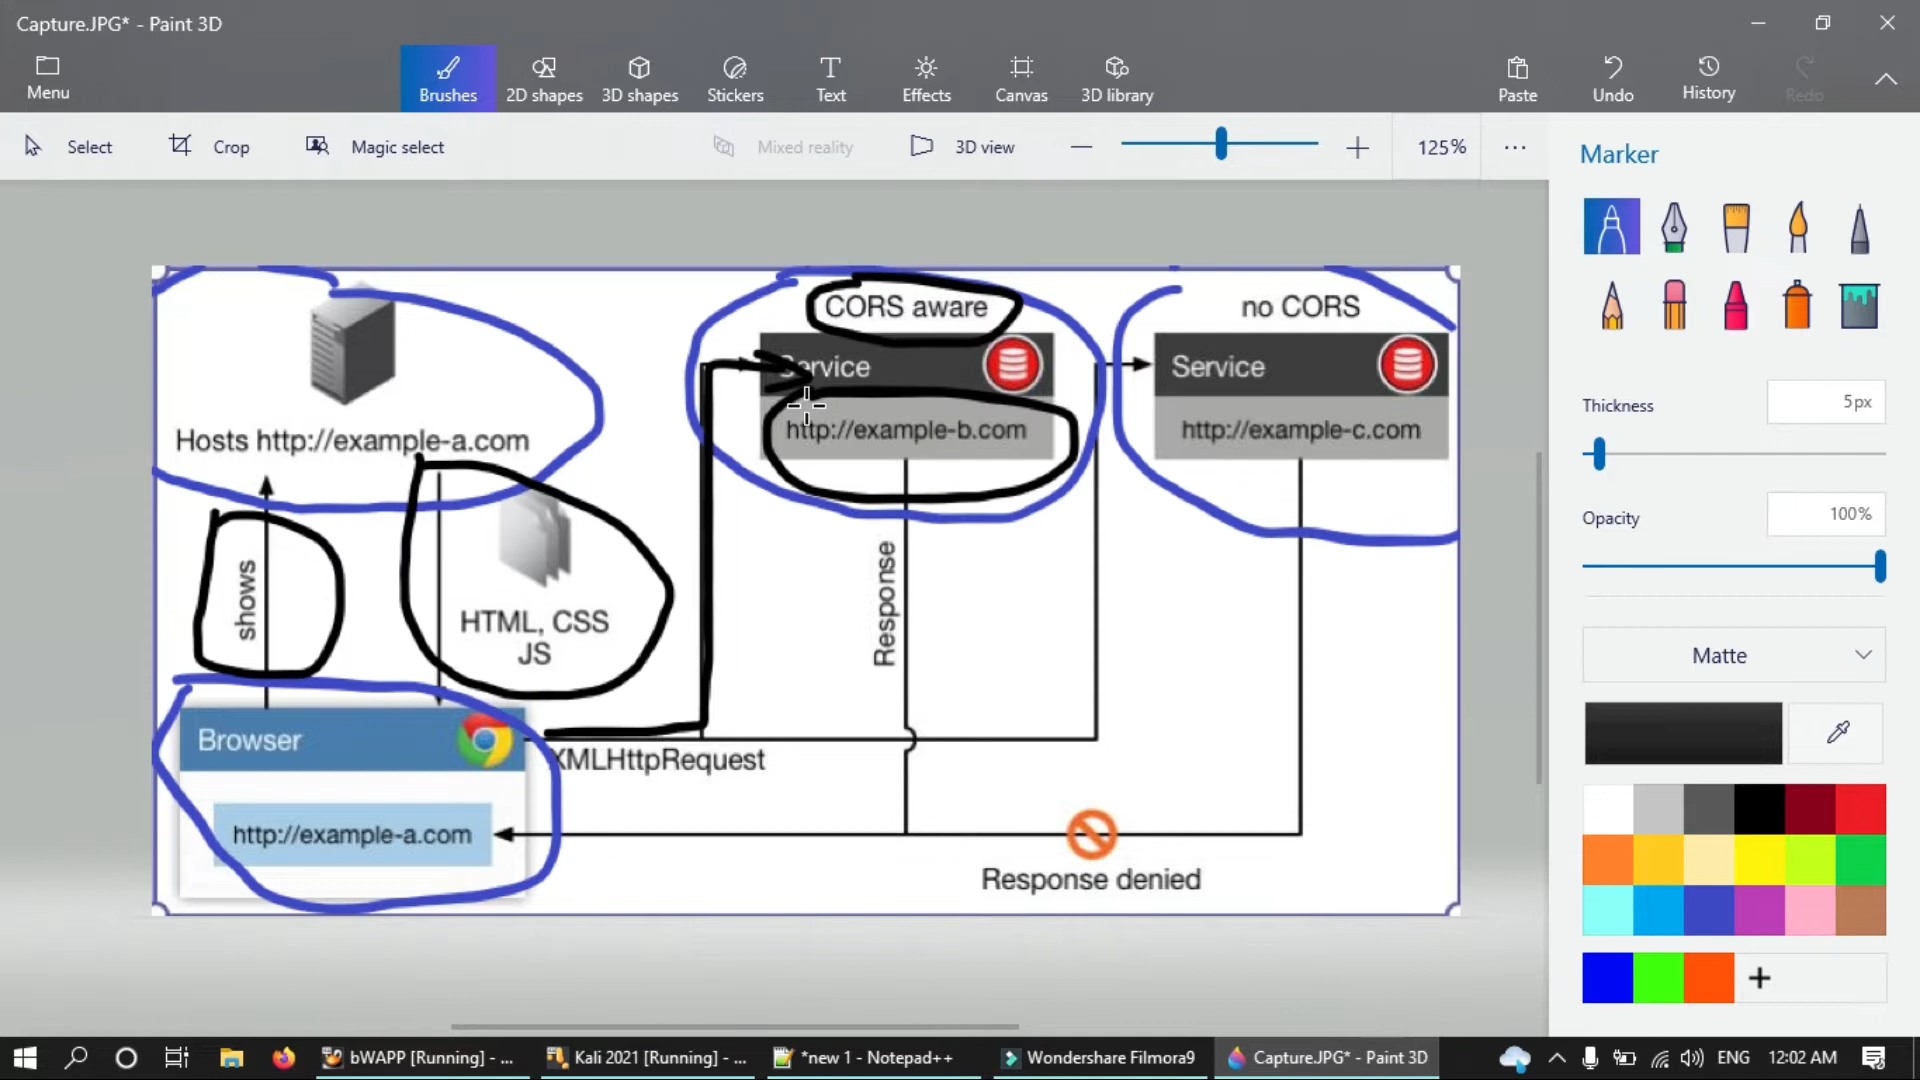 Capture.JPG* - Paint 3D
Menu
Brushes
2D shapes
3D shapes
Stickers
Text
Effects
Canvas
3D library
Paste
Undo
History
Redo
Select
Crop
Magic select
Mixed reality
3D view
125%
Marker
Thickness
5px
Opacity
100%
Matte
CORS aware
no CORS
Service
Service
http://example-b.com
http://example-c.com
Hosts http://example-a.com
shows
HTML, CSS
JS
Response
Browser
XMLHttpRequest
http://example-a.com
Response denied
bWAPP [Running] - ...
Kali 2021 [Running] - ...
*new 1 - Notepad++
Wondershare Filmora9
Capture.JPG* - Paint 3D
ENG
12:02 AM